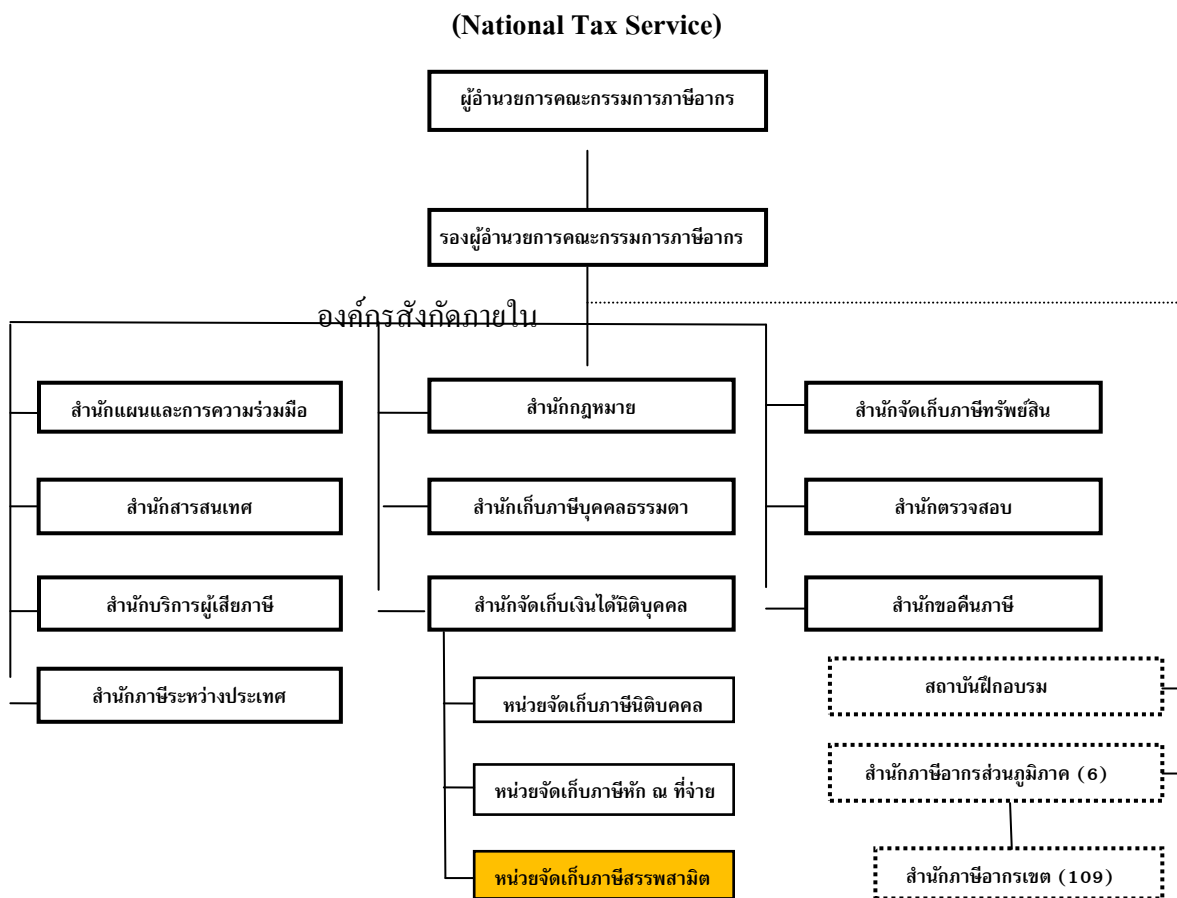 (National Tax Service)
ผู้อำนวยการคณะกรรมการภาษีอากร
รองผู้อำนวยการคณะกรรมการภาษีอากร
องค์กรสังกัดภายใน
สำนักแผนและการความร่วมมือ
สำนักกฎหมาย
สำนักจัดเก็บภาษีทรัพย์สิน
สำนักสารสนเทศ
สำนักเก็บภาษีบุคคลธรรมดา
สำนักตรวจสอบ
สำนักบริการผู้เสียภาษี
สำนักจัดเก็บเงินได้นิติบุคคล
สำนักขอคืนภาษี
สำนักภาษีระหว่างประเทศ
สถาบันฝึกอบรม
หน่วยจัดเก็บภาษีนิติบคคล
สำนักภาษีอากรส่วนภูมิภาค (6)
หน่วยจัดเก็บภาษีหัก ณ ที่จ่าย
หน่วยจัดเก็บภาษีสรรพสามิต
สำนักภาษีอากรเขต (109)